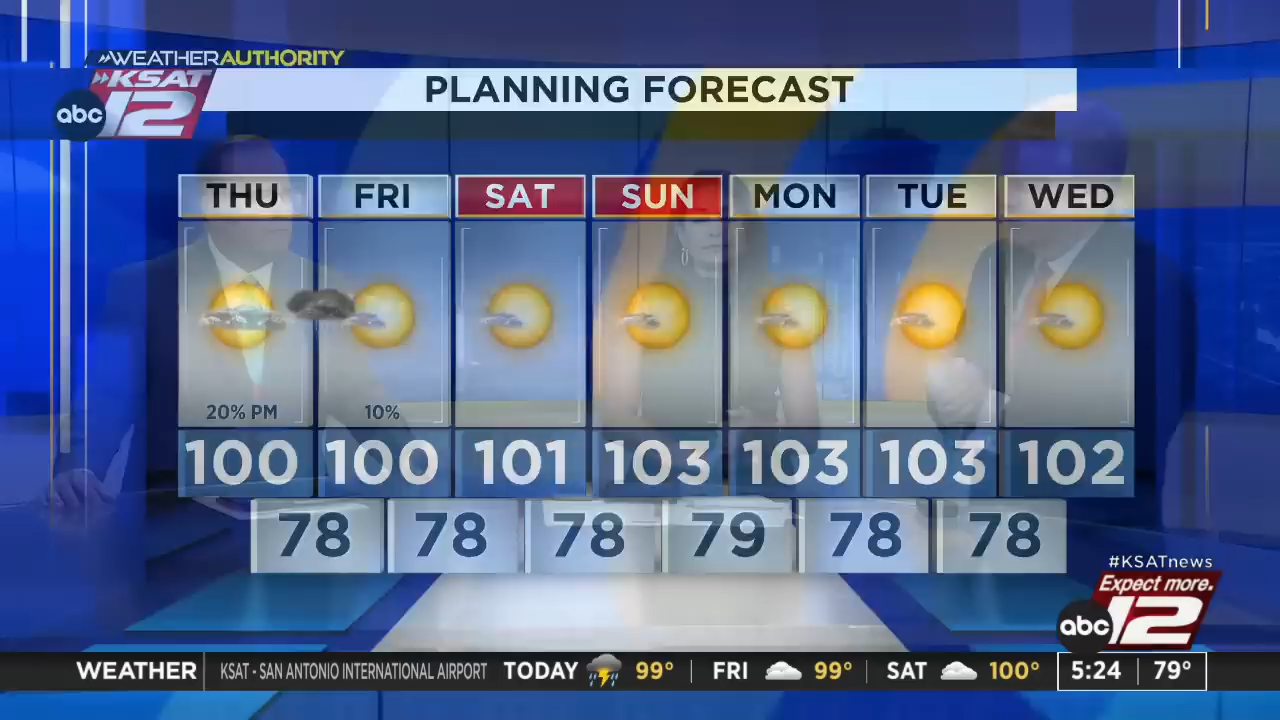 WEATHERAUTHORITY
KSAT
abc 12
PLANNING FORECAST
THU FRI SAT SUN MON TUE WED
20% PM 10%
100 100 101 103 103 103 102
78 78 78 79 78 78
#KSATnews
Expect more.
abc 12
WEATHER KSAT - SAN ANTONIO INTERNATIONAL AIRPORT TODAY 99° FRI 99° SAT 100° 5:24 79°